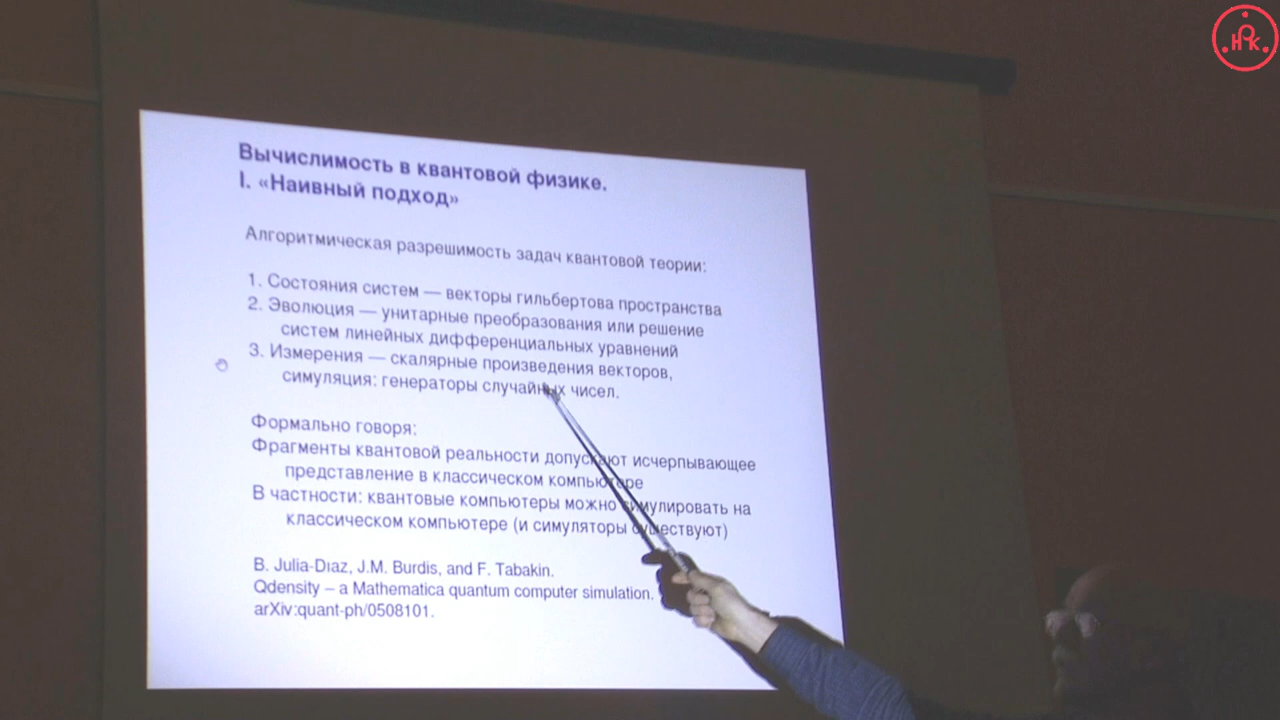 Вычислимость в квантовой физике.
I. «Наивный подход»
Алгоритмическая разрешимость задач квантовой теории:
1. Состояния систем — векторы гильбертова пространства
2. Эволюция — унитарные преобразования или решение
систем линейных дифференциальных уравнений
3. Измерения — скалярные произведения векторов,
симуляция: генераторы случайных чисел.
Формально говоря:
Фрагменты квантовой реальности допускают исчерпывающее
представление в классическом компьютере
В частности: квантовые компьютеры можно симулировать на
классическом компьютере (и симуляторы существуют)
B. Julia-Dıaz, J.M. Burdis, and F. Tabakin.
Qdensity – a Mathematica quantum computer simulation.
arXiv:quant-ph/0508101.
НРК